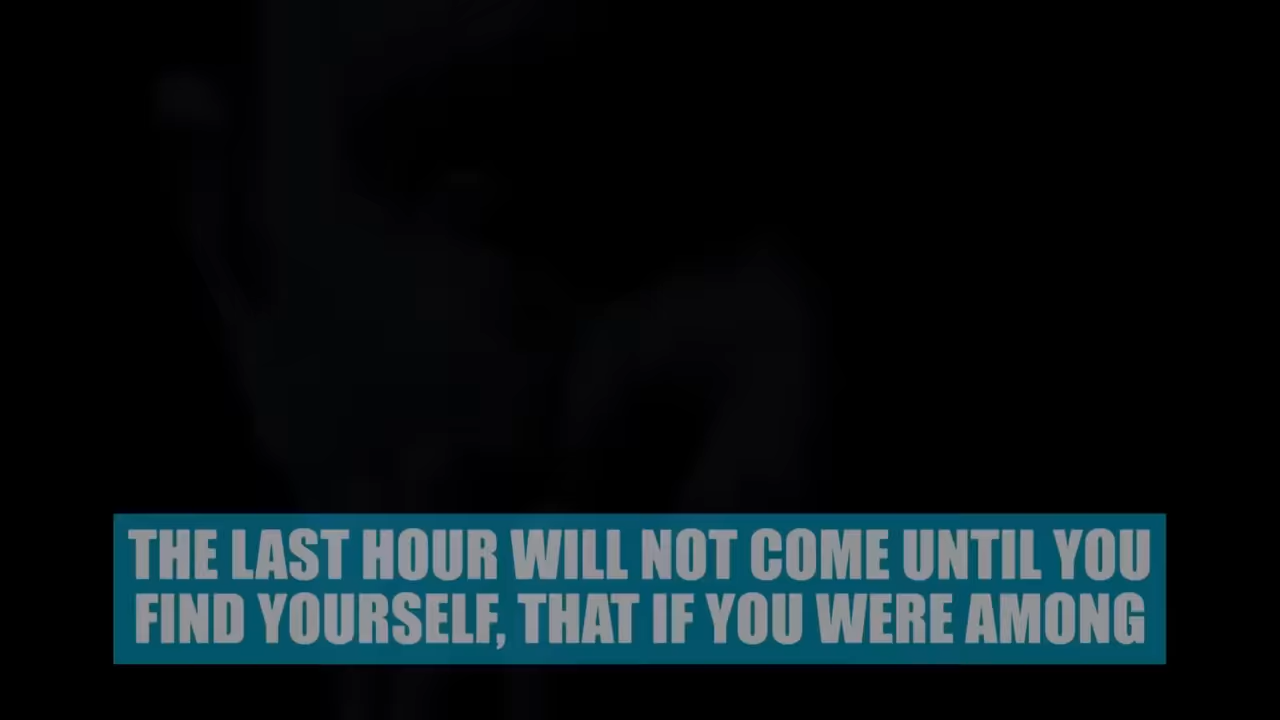 THE LAST HOUR WILL NOT COME UNTIL YOU
FIND YOURSELF, THAT IF YOU WERE AMONG